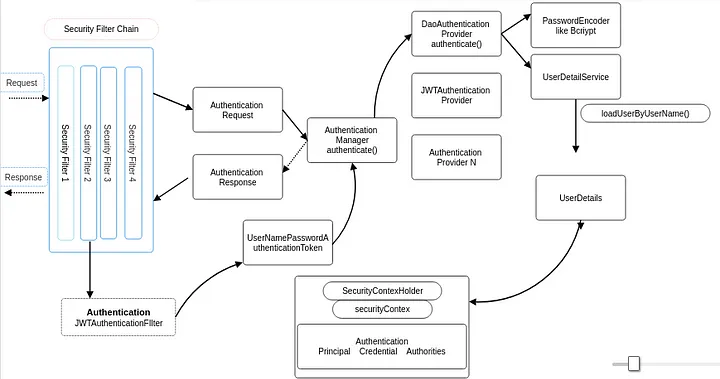 Security Filter Chain
Request
Response
Security Filter 1
Security Filter 2
Security Filter 3
Security Filter 4
Authentication
Request
Authentication
Response
Authentication
Manager
authenticate()
DaoAuthentication
Provider
authenticate()
JWTAuthentication
Provider
Authentication
Provider N
PasswordEncoder
like Bcriypt
UserDetailService
loadUserByUserName()
UserDetails
UserNamePasswordA
uthenticationToken
Authentication
JWTAuthenticationFIlter
SecurityContexHolder
securityContex
Authentication
Principal Credential Authorities